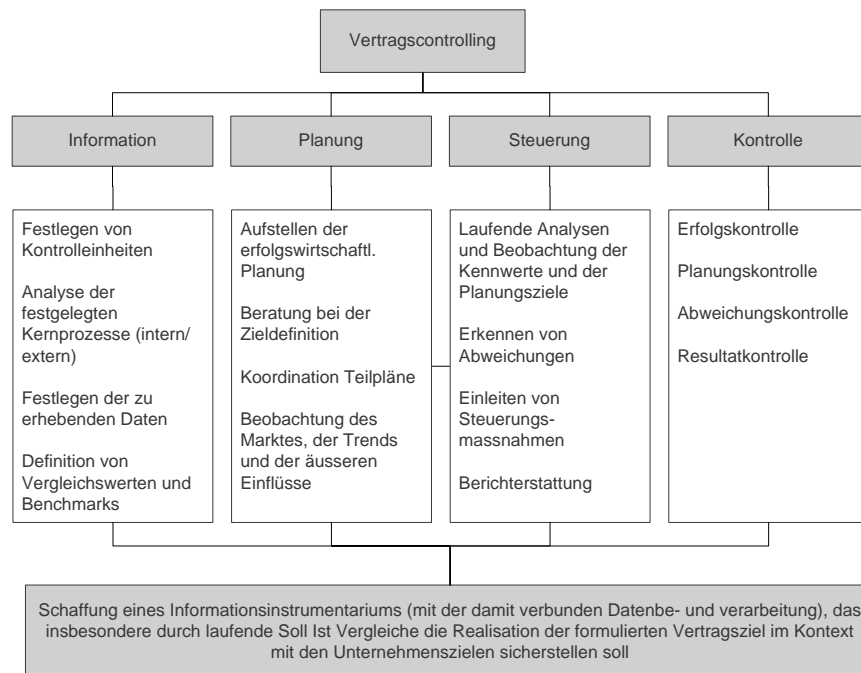 Vertragscontrolling
Information
Planung
Steuerung
Kontrolle
Festlegen von
Kontrolleinheiten
Analyse der
festgelegten
Kernprozesse (intern/
extern)
Festlegen der zu
erhebenden Daten
Definition von
Vergleichswerten und
Benchmarks
Aufstellen der
erfolgswirtschaftl.
Planung
Beratung bei der
Zieldefinition
Koordination Teilpläne
Beobachtung des
Marktes, der Trends
und der äusseren
Einflüsse
Laufende Analysen
und Beobachtung der
Kennwerte und der
Planungsziele
Erkennen von
Abweichungen
Einleiten von
Steuerungs-
massnahmen
Berichterstattung
Erfolgskontrolle
Planungskontrolle
Abweichungskontrolle
Resultatkontrolle
Schaffung eines Informationsinstrumentariums (mit der damit verbunden Datenbe- und verarbeitung), das
insbesondere durch laufende Soll Ist Vergleiche die Realisation der formulierten Vertragsziel im Kontext
mit den Unternehmenszielen sicherstellen soll